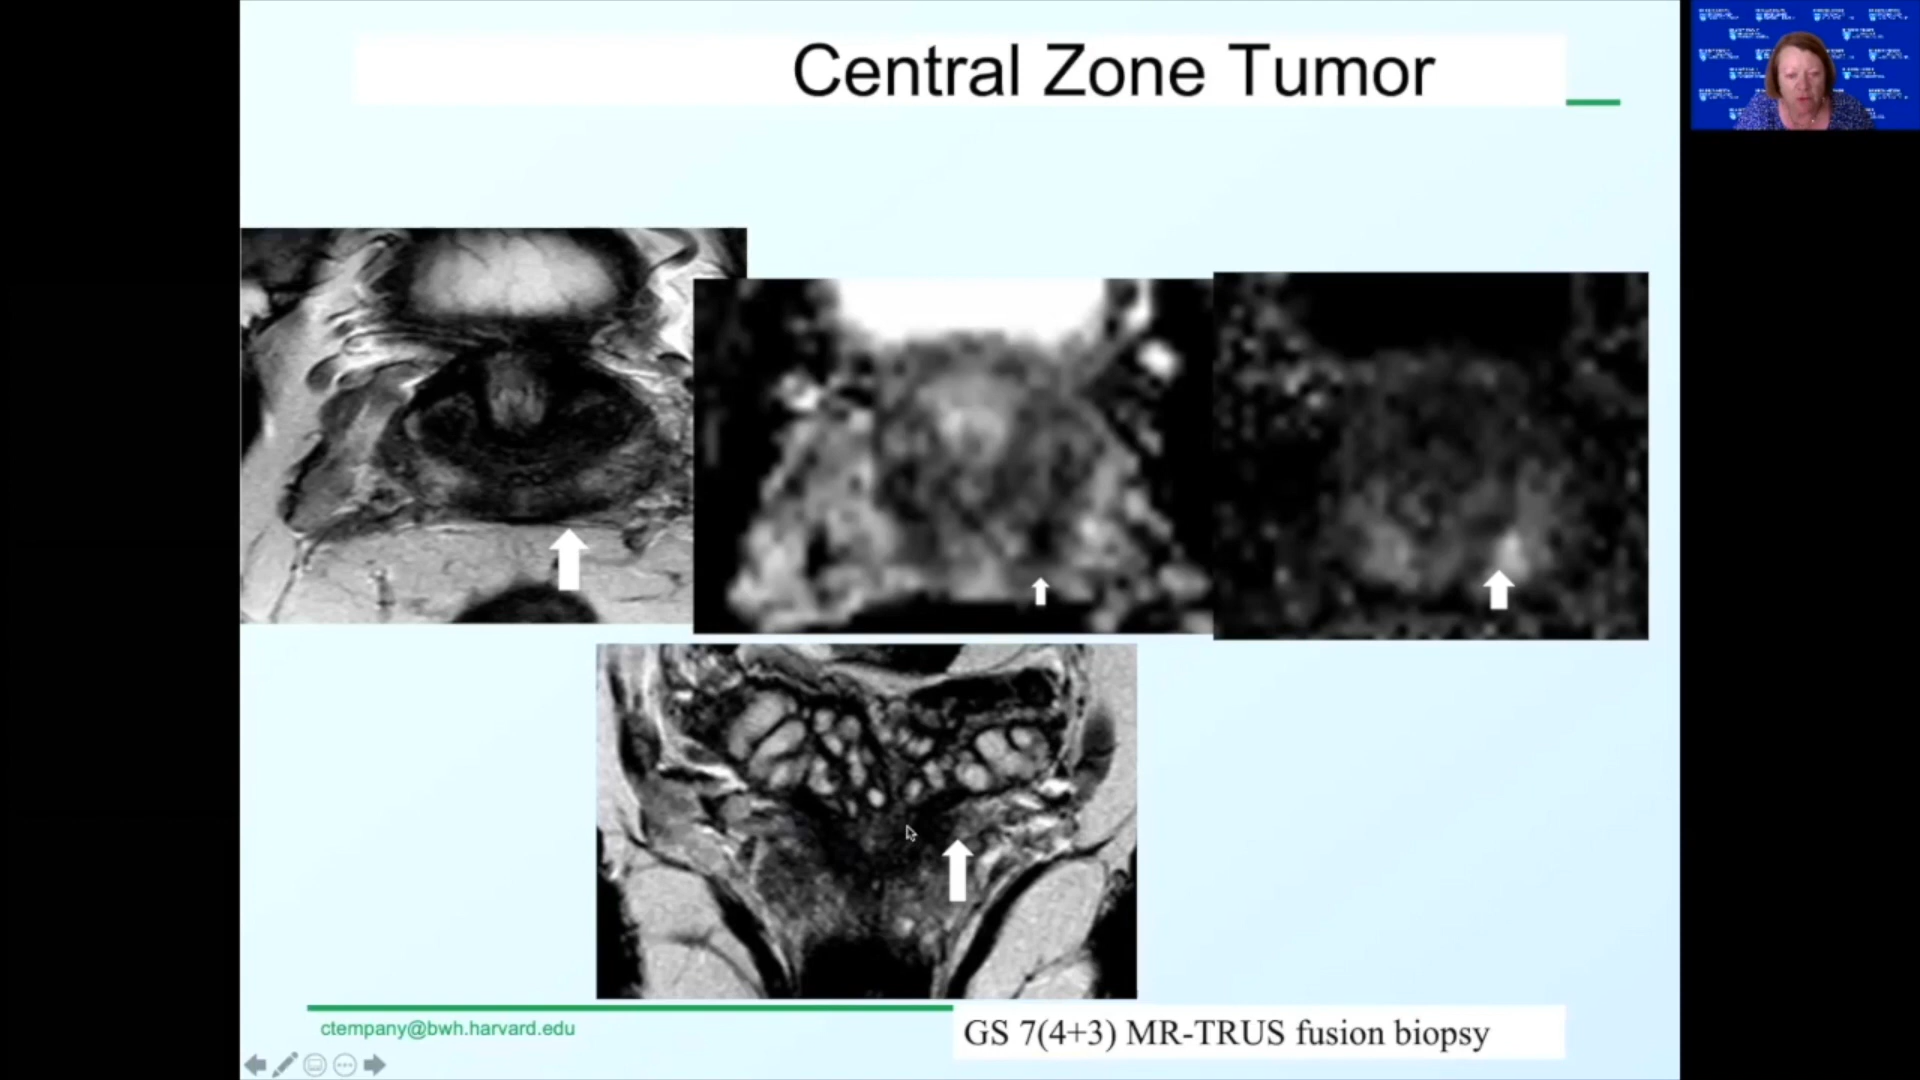 Central Zone Tumor
ctempany@bwh.harvard.edu
GS 7(4+3) MR-TRUS fusion biopsy